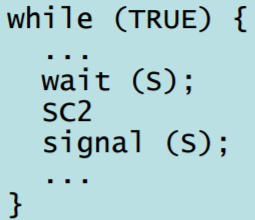 while (TRUE) {
...
wait (S);
SC2
signal (S);
...
}